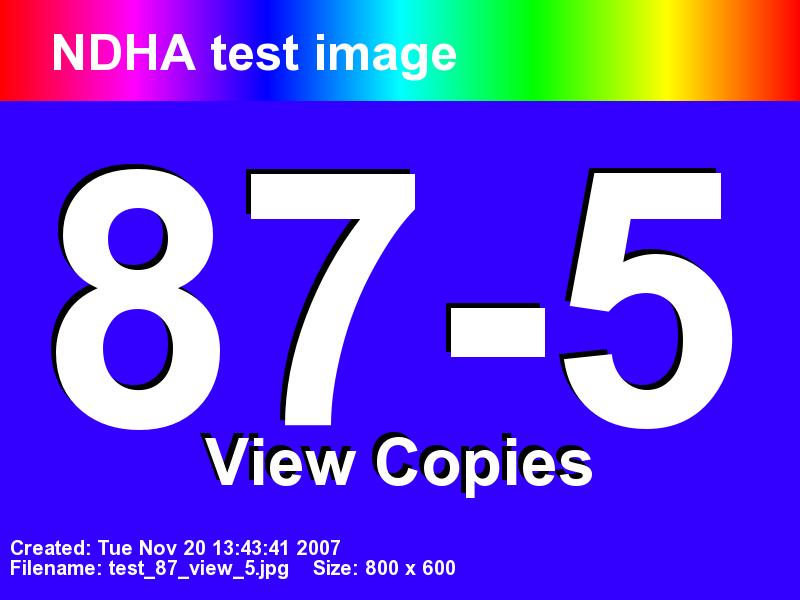 NDHA test image
87-5
View Copies
Created: Tue Nov 20 13:43:41 2007
Filename: test_87_view_5.jpg    Size: 800 x 600